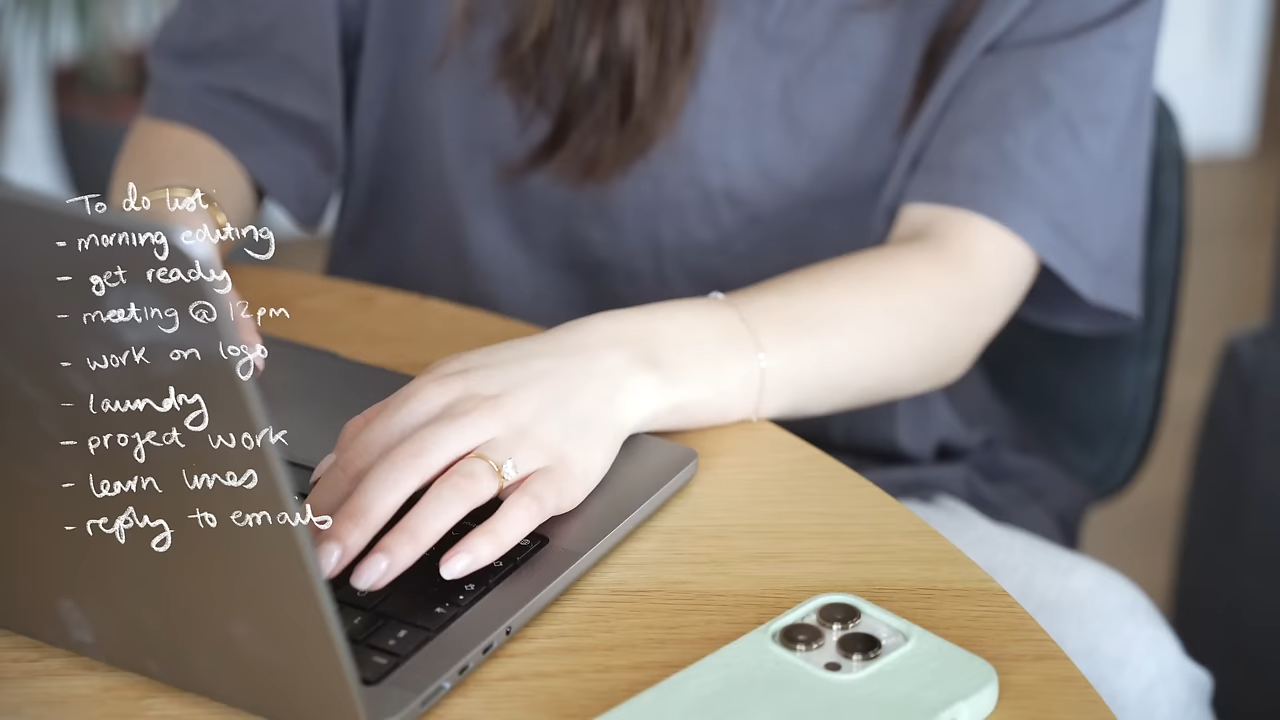 To do list
- morning editing
- get ready
- meeting @ 12pm
- work on logo
- laundry
- project work
- learn lines
- reply to emails